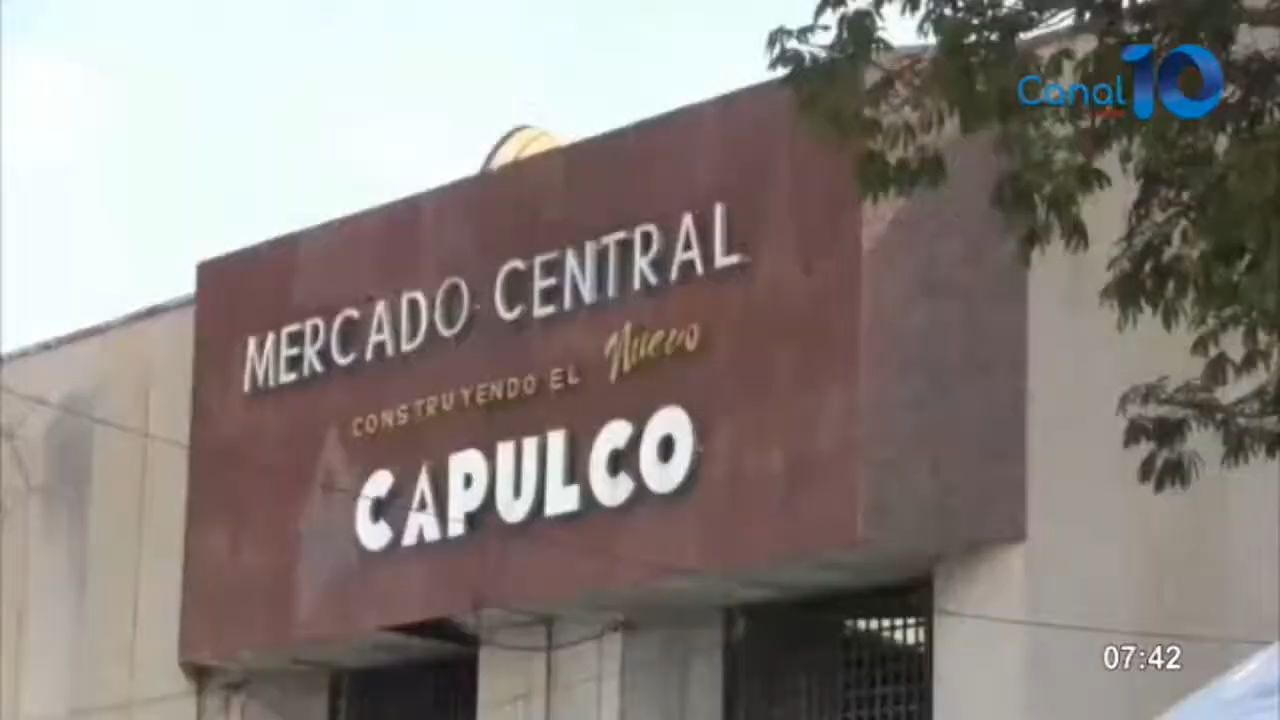 Canal 10
MERCADO CENTRAL
CONSTRUYENDO EL Nuevo
CAPULCO
07:42